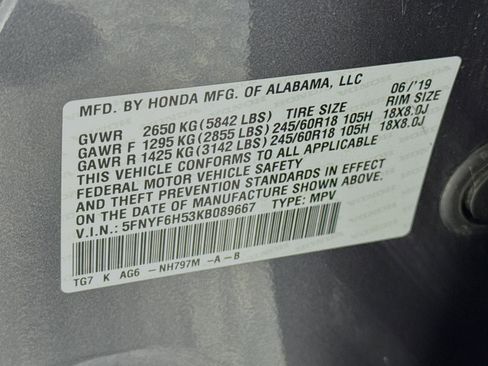 MFD. BY HONDA MFG. OF ALABAMA, LLC 06/'19
TIRE SIZE RIM SIZE
GVWR 2650 KG (5842 LBS)
GAWR F 1295 KG (2855 LBS) 245/60R18 105H 18X8.0J
GAWR R 1425 KG (3142 LBS) 245/60R18 105H 18X8.0J
THIS VEHICLE CONFORMS TO ALL APPLICABLE
FEDERAL MOTOR VEHICLE SAFETY
AND THEFT PREVENTION STANDARDS IN EFFECT
ON THE DATE OF MANUFACTURE SHOWN ABOVE.
V.I.N.: 5FNYF6H53KB089667 TYPE: MPV
TG7 K AG6 -NH797M -A-B